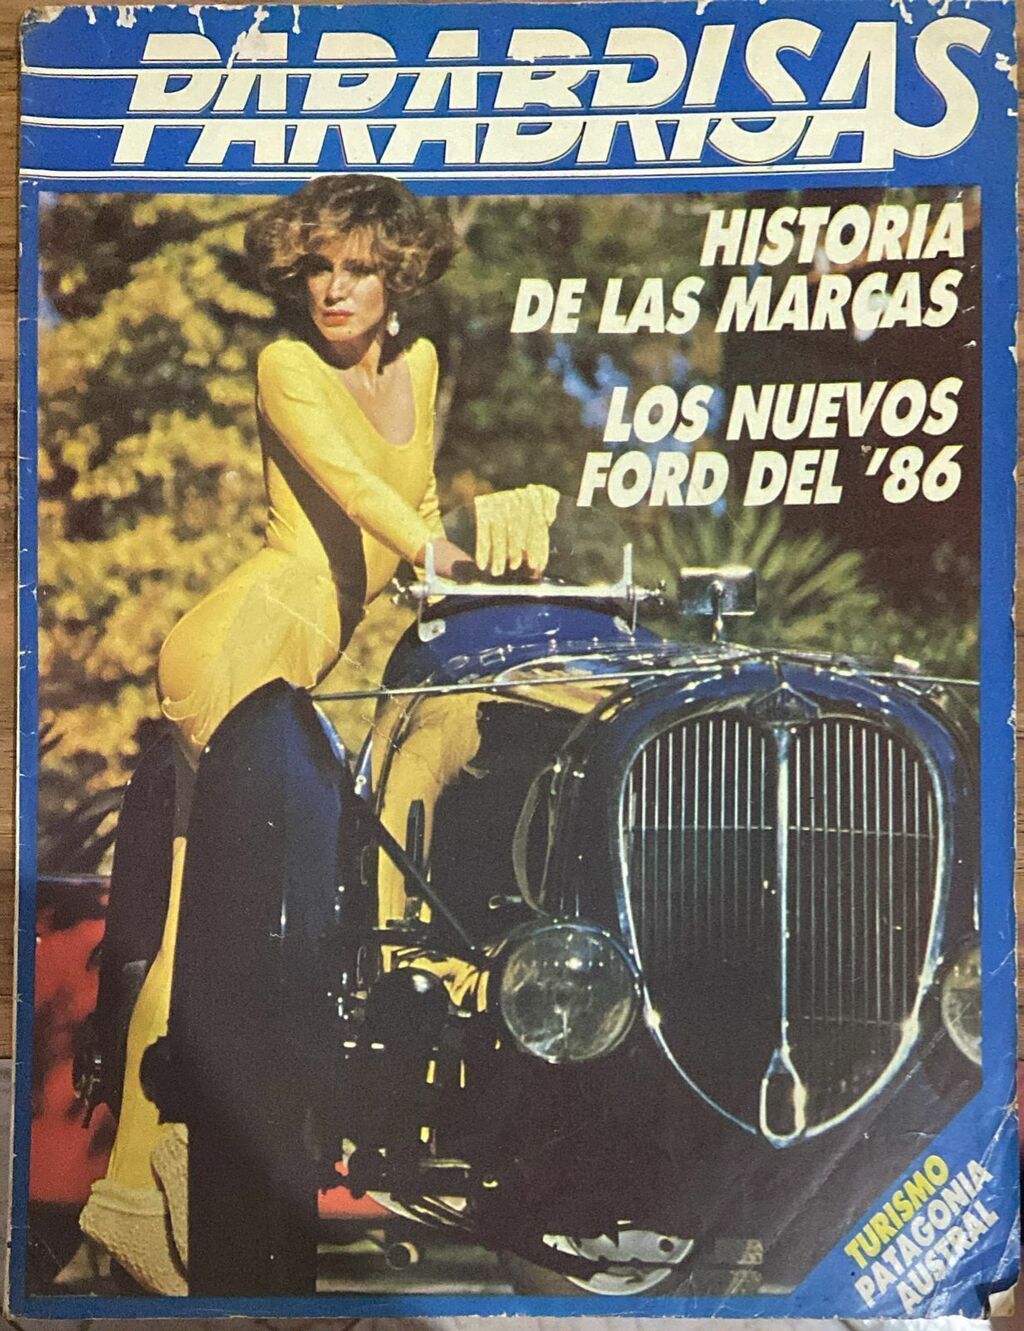 PARABRISAS
HISTORIA
DE LAS MARCAS
LOS NUEVOS
FORD DEL '86
TURISMO
PATAGONIA
AUSTRAL